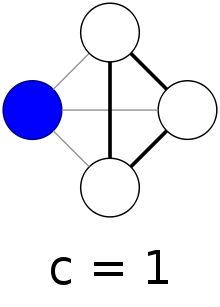 c = 1